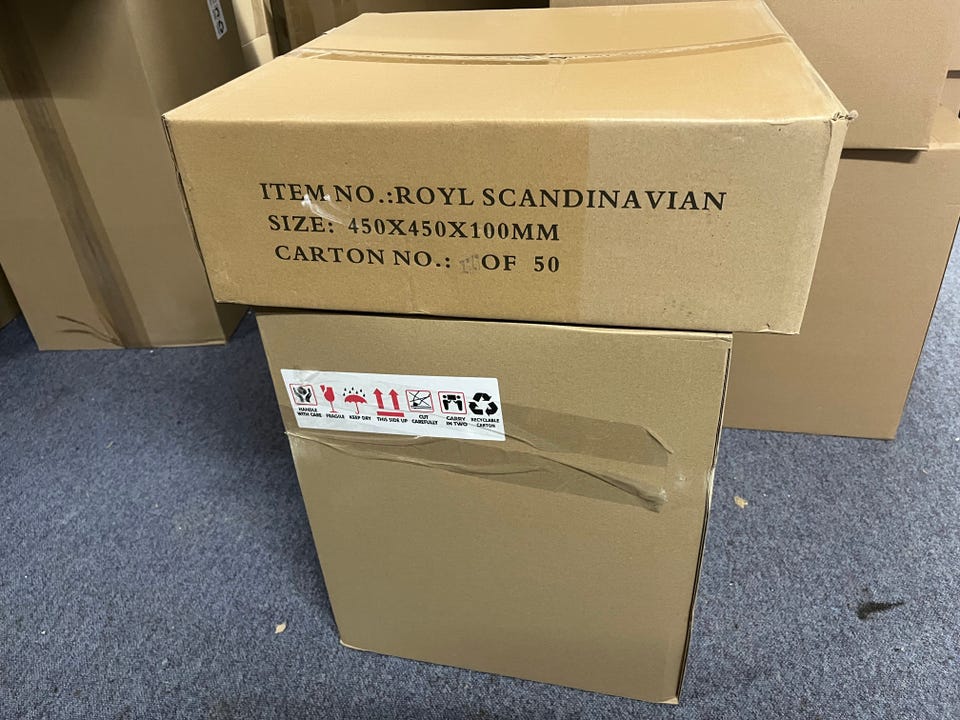 ITEM NO.:ROYL SCANDINAVIAN
SIZE: 450X450X100MM
CARTON NO.: OF 50
HANDLE WITH CARE
FRAGILE
KEEP DRY
THIS SIDE UP
CUT CAREFULLY
CARRY IN TWO
RECYCLABLE CARTON